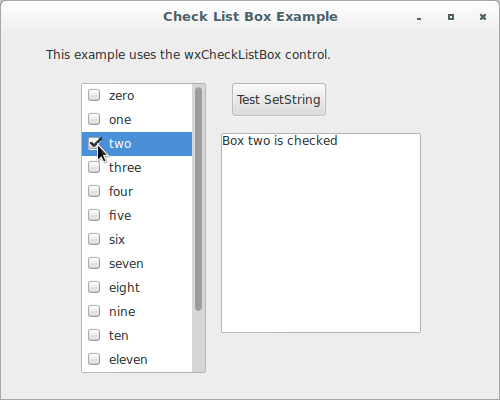 Check List Box Example
This example uses the wxCheckListBox control.
zero
one
two
three
four
five
six
seven
eight
nine
ten
eleven
Test SetString
Box two is checked